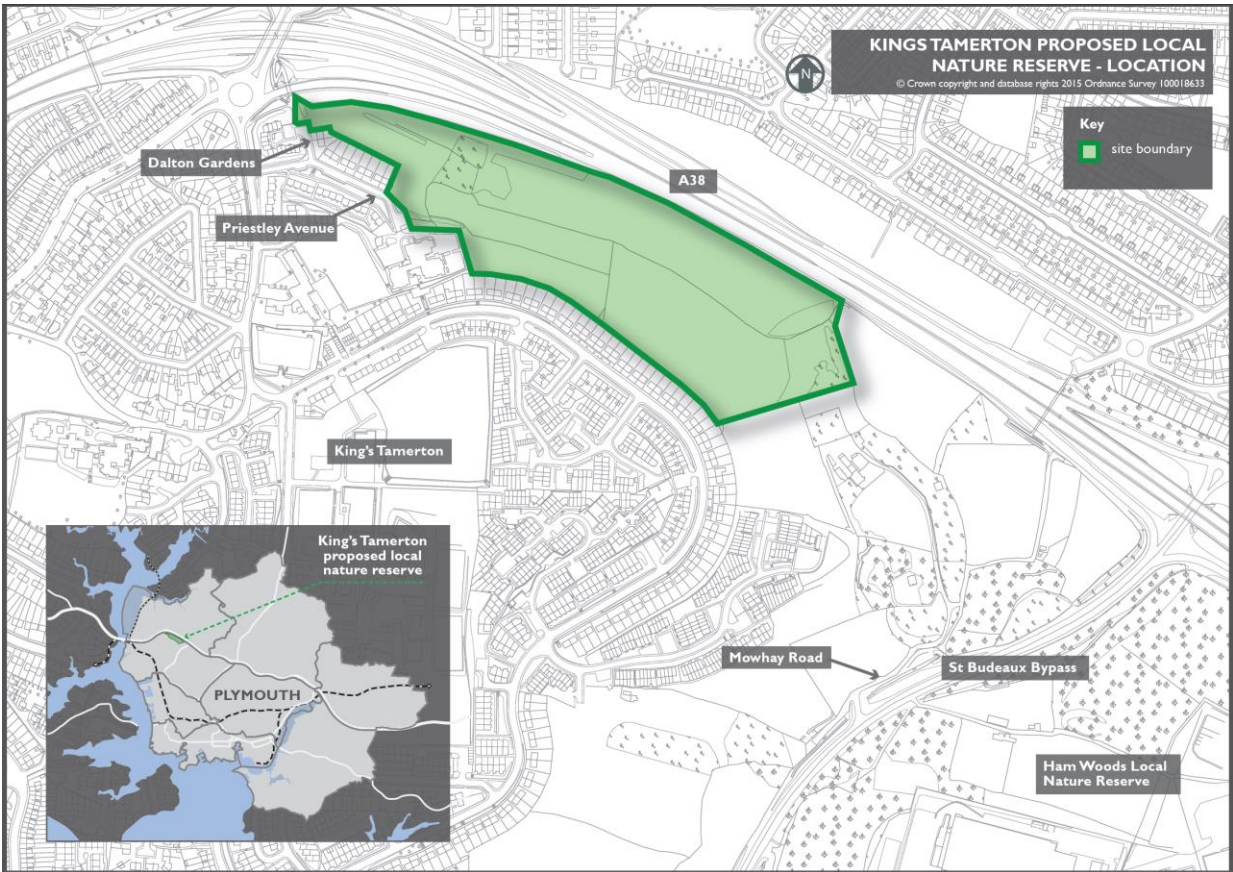 KINGS TAMERTON PROPOSED LOCAL
NATURE RESERVE - LOCATION
© Crown copyright and database rights 2015 Ordnance Survey 100018633
N
Key
site boundary
Dalton Gardens
A38
Priestley Avenue
King's Tamerton
King's Tamerton
proposed local
nature reserve
PLYMOUTH
Mowhay Road
St Budeaux Bypass
Ham Woods Local
Nature Reserve